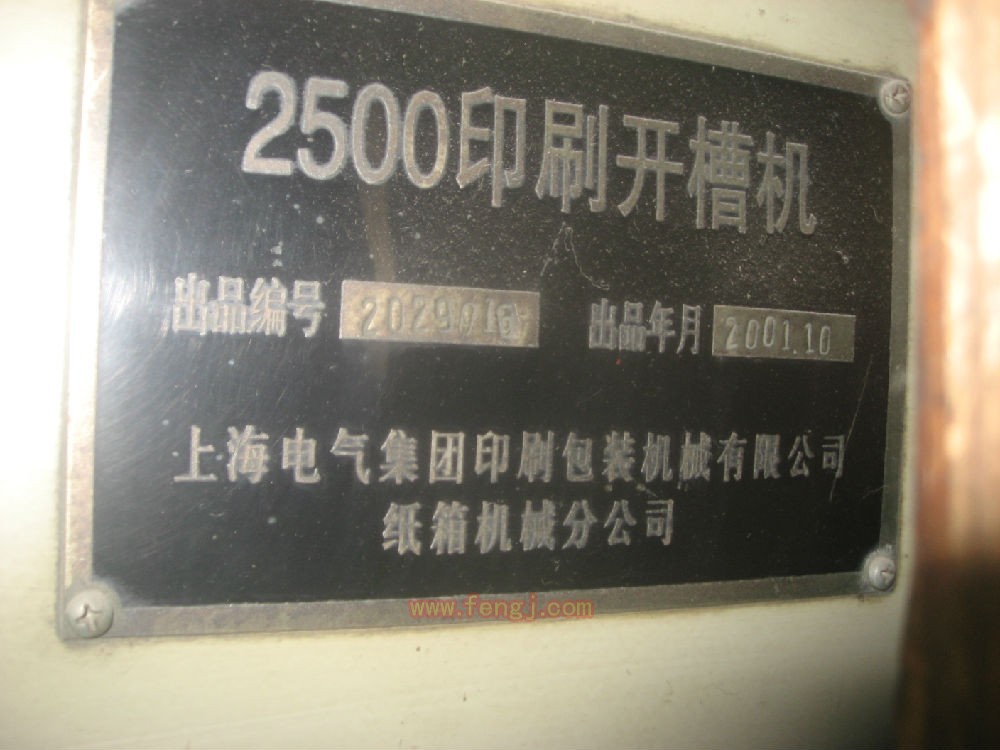 2500印刷开槽机
出品编号 出品年月 2001.10
上海电气集团印刷包装机械有限公司
纸箱机械分公司
www.fengj.com